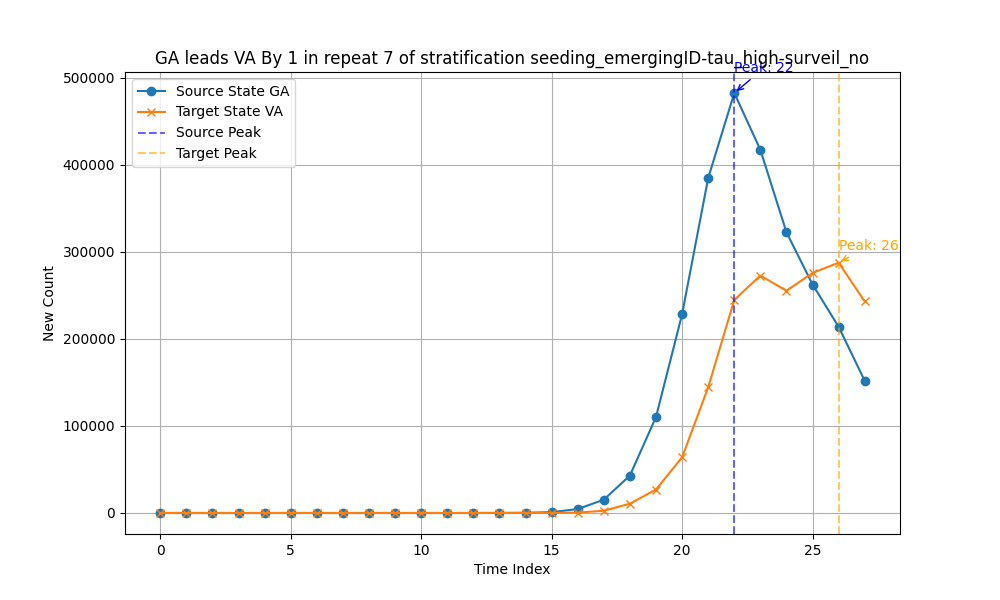 GA leads VA By 1 in repeat 7 of stratification seeding_emergingID-tau_high-surveil_no
Peak: 22
500000
400000
300000
200000
100000
0
New Count
Source State GA
Target State VA
Source Peak
Target Peak
Peak: 26
0
5
10
15
20
25
Time Index